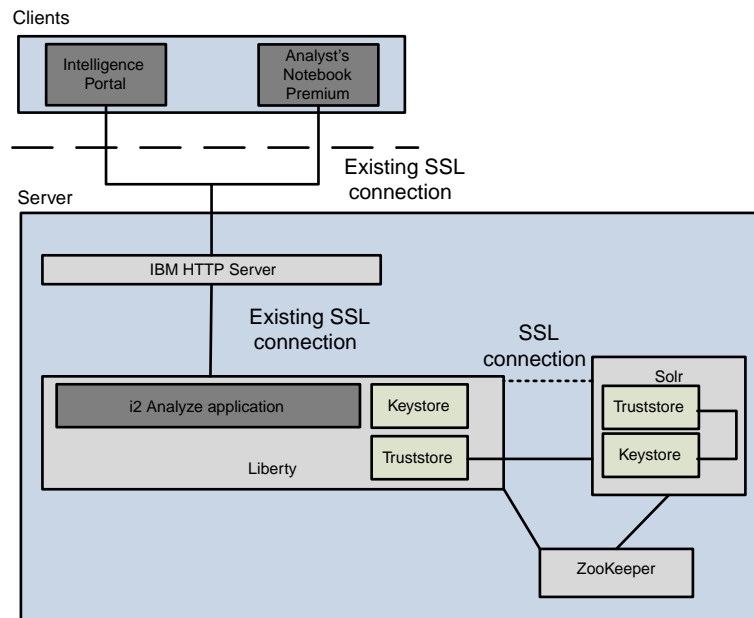 Clients
Intelligence
Portal
Analyst's
Notebook
Premium
Existing SSL
connection
Server
IBM HTTP Server
Existing SSL
connection
SSL
connection
i2 Analyze application
Keystore
Truststore
Liberty
Solr
Truststore
Keystore
ZooKeeper